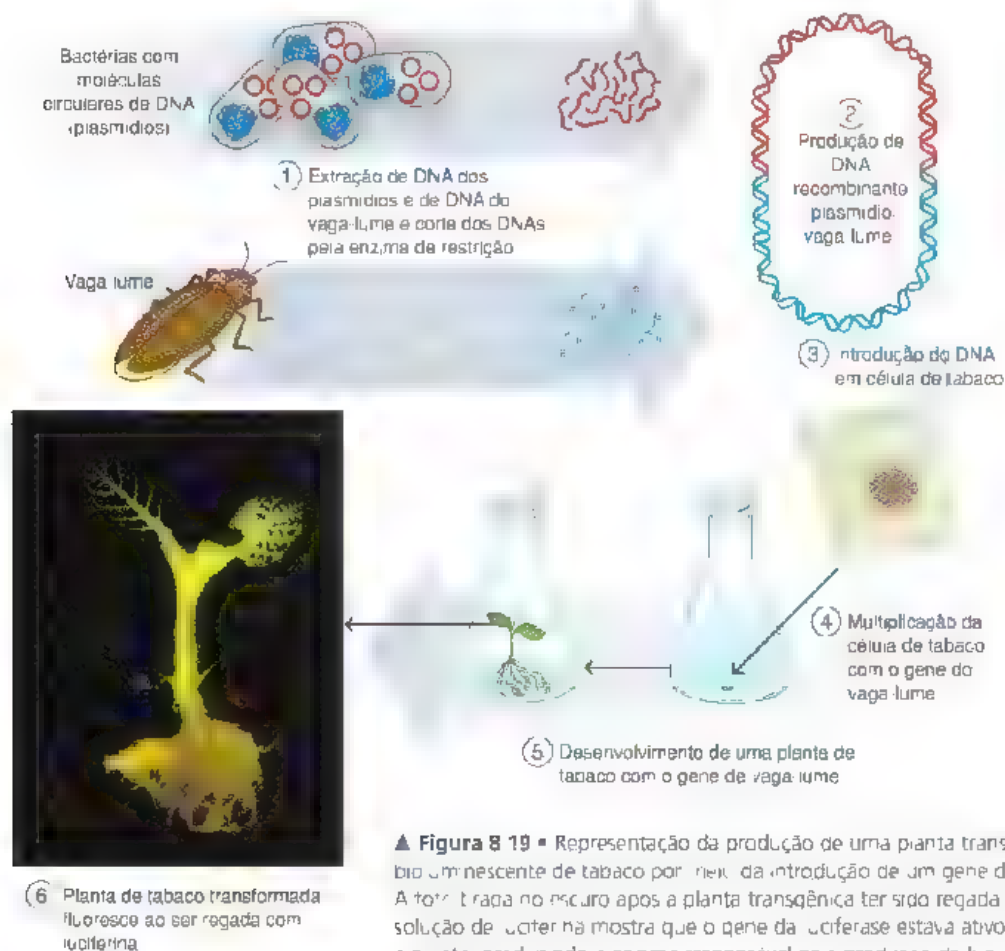 Bactérias com
moléculas
circulares de DNA
(plasmídios)
1 Extração de DNA dos
plasmídios e de DNA do
vaga-lume e corte dos DNAs
pela enzima de restrição
2
Produção de
DNA
recombinante
plasmídio-
vaga lume
Vaga lume
3 ntrodução do DNA
em célula de tabaco
4 Multiplicação da
célula de tabaco
com o gene do
vaga-lume
5 Desenvolvimento de uma planta de
tabaco com o gene de vaga-lume
6 Planta de tabaco transformada
fluoresce ao ser regada com
luciferina
▲ Figura 8 19 • Representação da produção de uma planta trans
de tabaco por da introdução de um gene d
A no escuro após a planta transgênica ter sido regada
solução de mostra que o gene da luciferase estava ativo